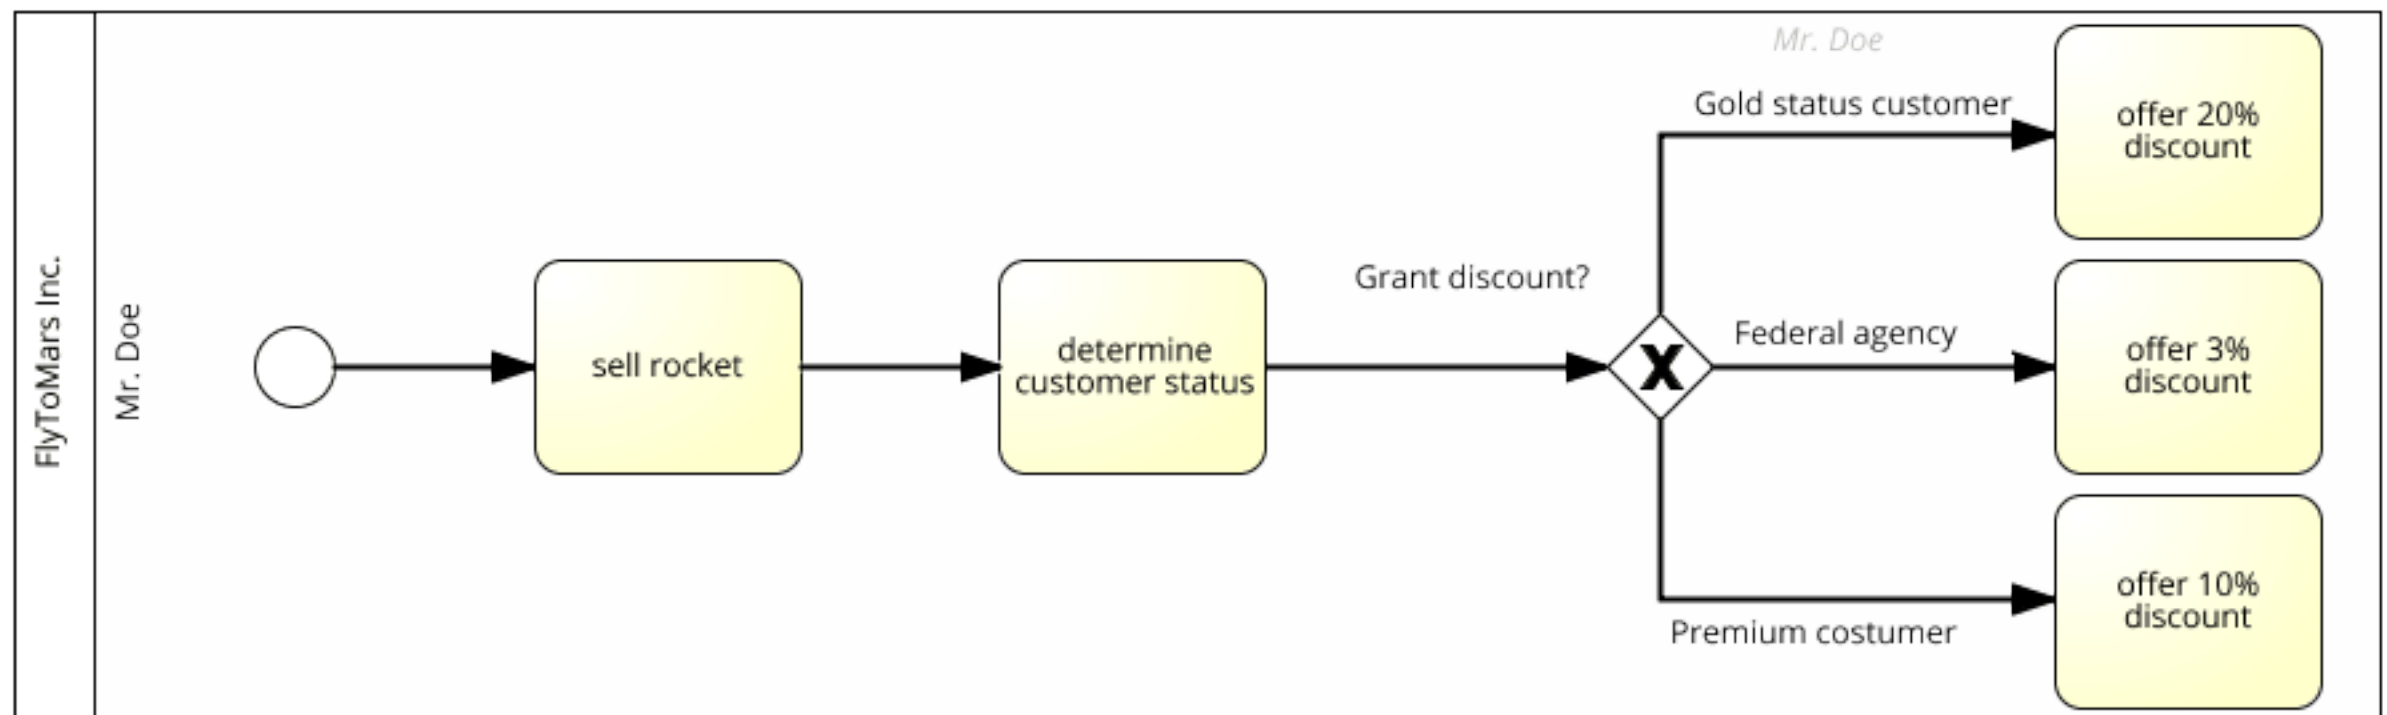 FlyToMars Inc.
Mr. Doe
sell rocket
determine
customer status
Grant discount?
X
Mr. Doe
Gold status customer
offer 20%
discount
Federal agency
offer 3%
discount
Premium costumer
offer 10%
discount